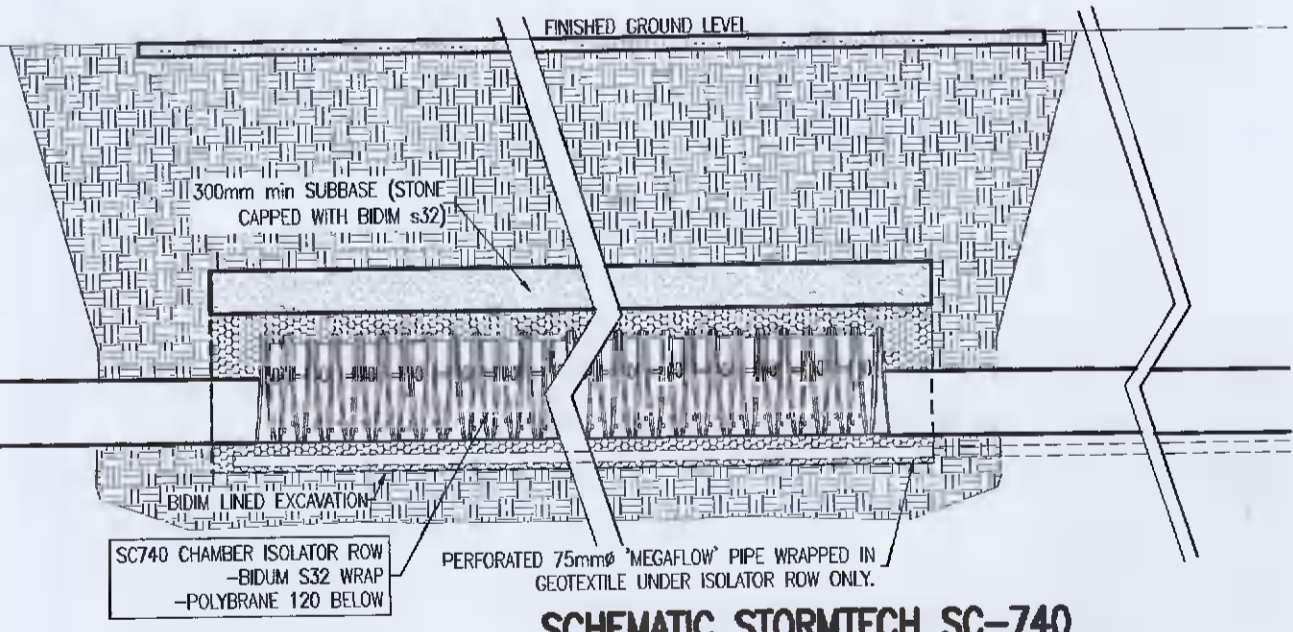 FINISHED GROUND LEVEL
300mm min SUBBASE (STONE
CAPPED WITH BIDIM s32)
BIDIM LINED EXCAVATION
SC740 CHAMBER ISOLATOR ROW
-BIDUM S32 WRAP
-POLYBRANE 120 BELOW
PERFORATED 75mmø 'MEGAFLOW' PIPE WRAPPED IN
GEOTEXTILE UNDER ISOLATOR ROW ONLY.
SCHEMATIC STORMTECH SC-740